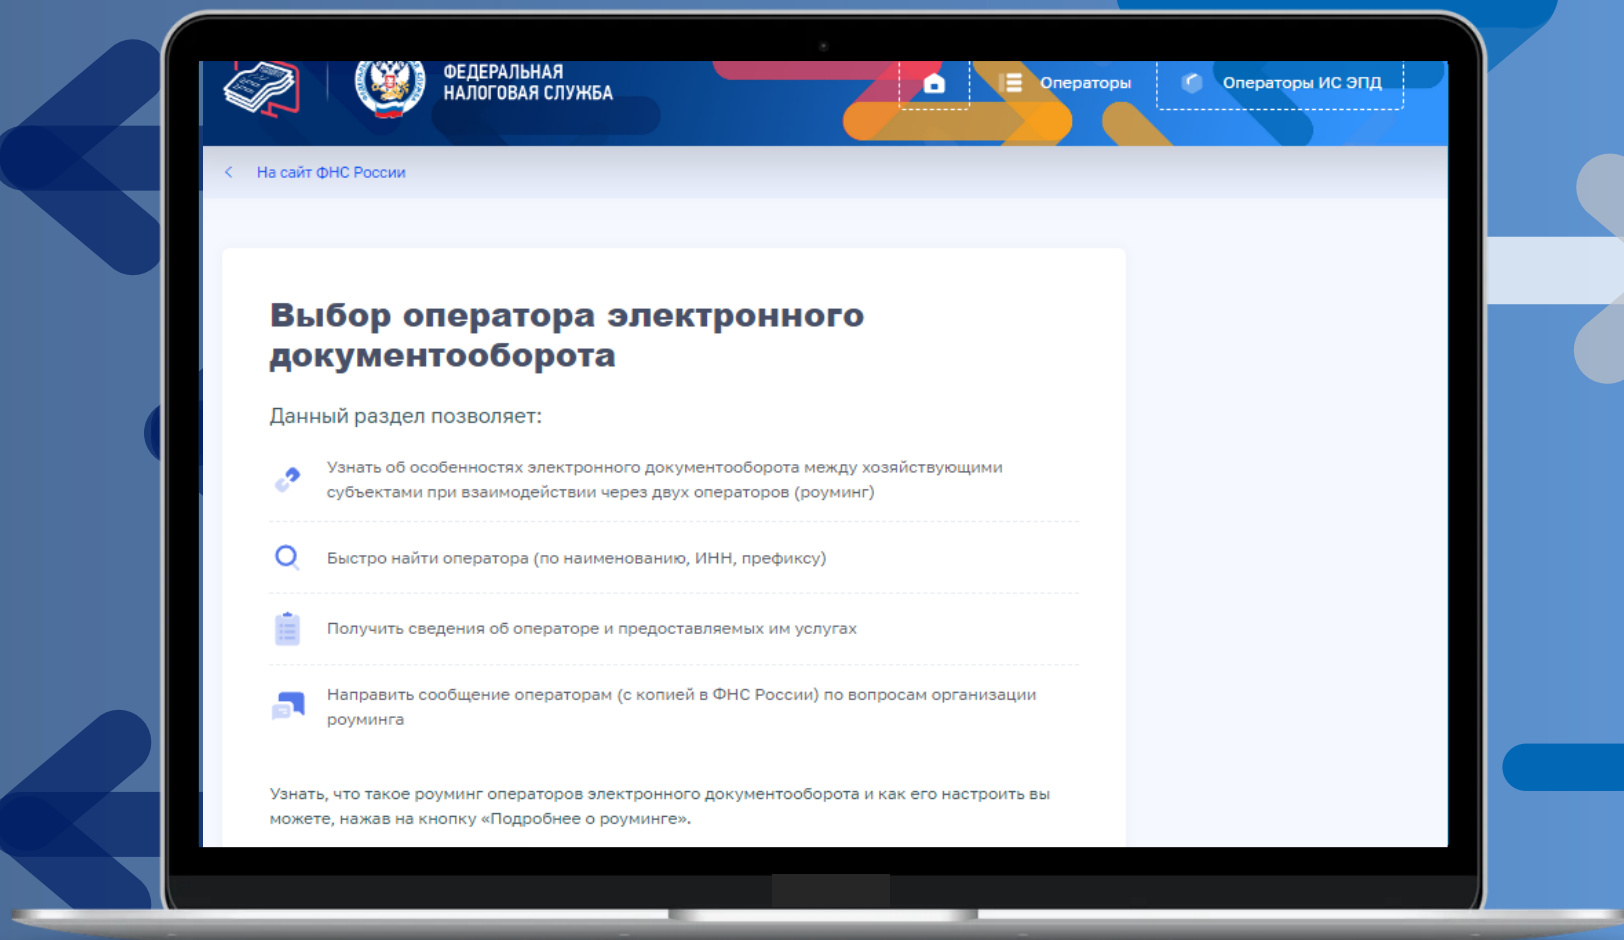 ФЕДЕРАЛЬНАЯ
НАЛОГОВАЯ СЛУЖБА
Операторы
Операторы ИС ЭПД
На сайт ФНС России
Выбор оператора электронного
документооборота
Данный раздел позволяет:
Узнать об особенностях электронного документооборота между хозяйствующими
субъектами при взаимодействии через двух операторов (роуминг)
Быстро найти оператора (по наименованию, ИНН, префиксу)
Получить сведения об операторе и предоставляемых им услугах
Направить сообщение операторам (с копией в ФНС России) по вопросам организации
роуминга
Узнать, что такое роуминг операторов электронного документооборота и как его настроить вы
можете, нажав на кнопку «Подробнее о роуминге».